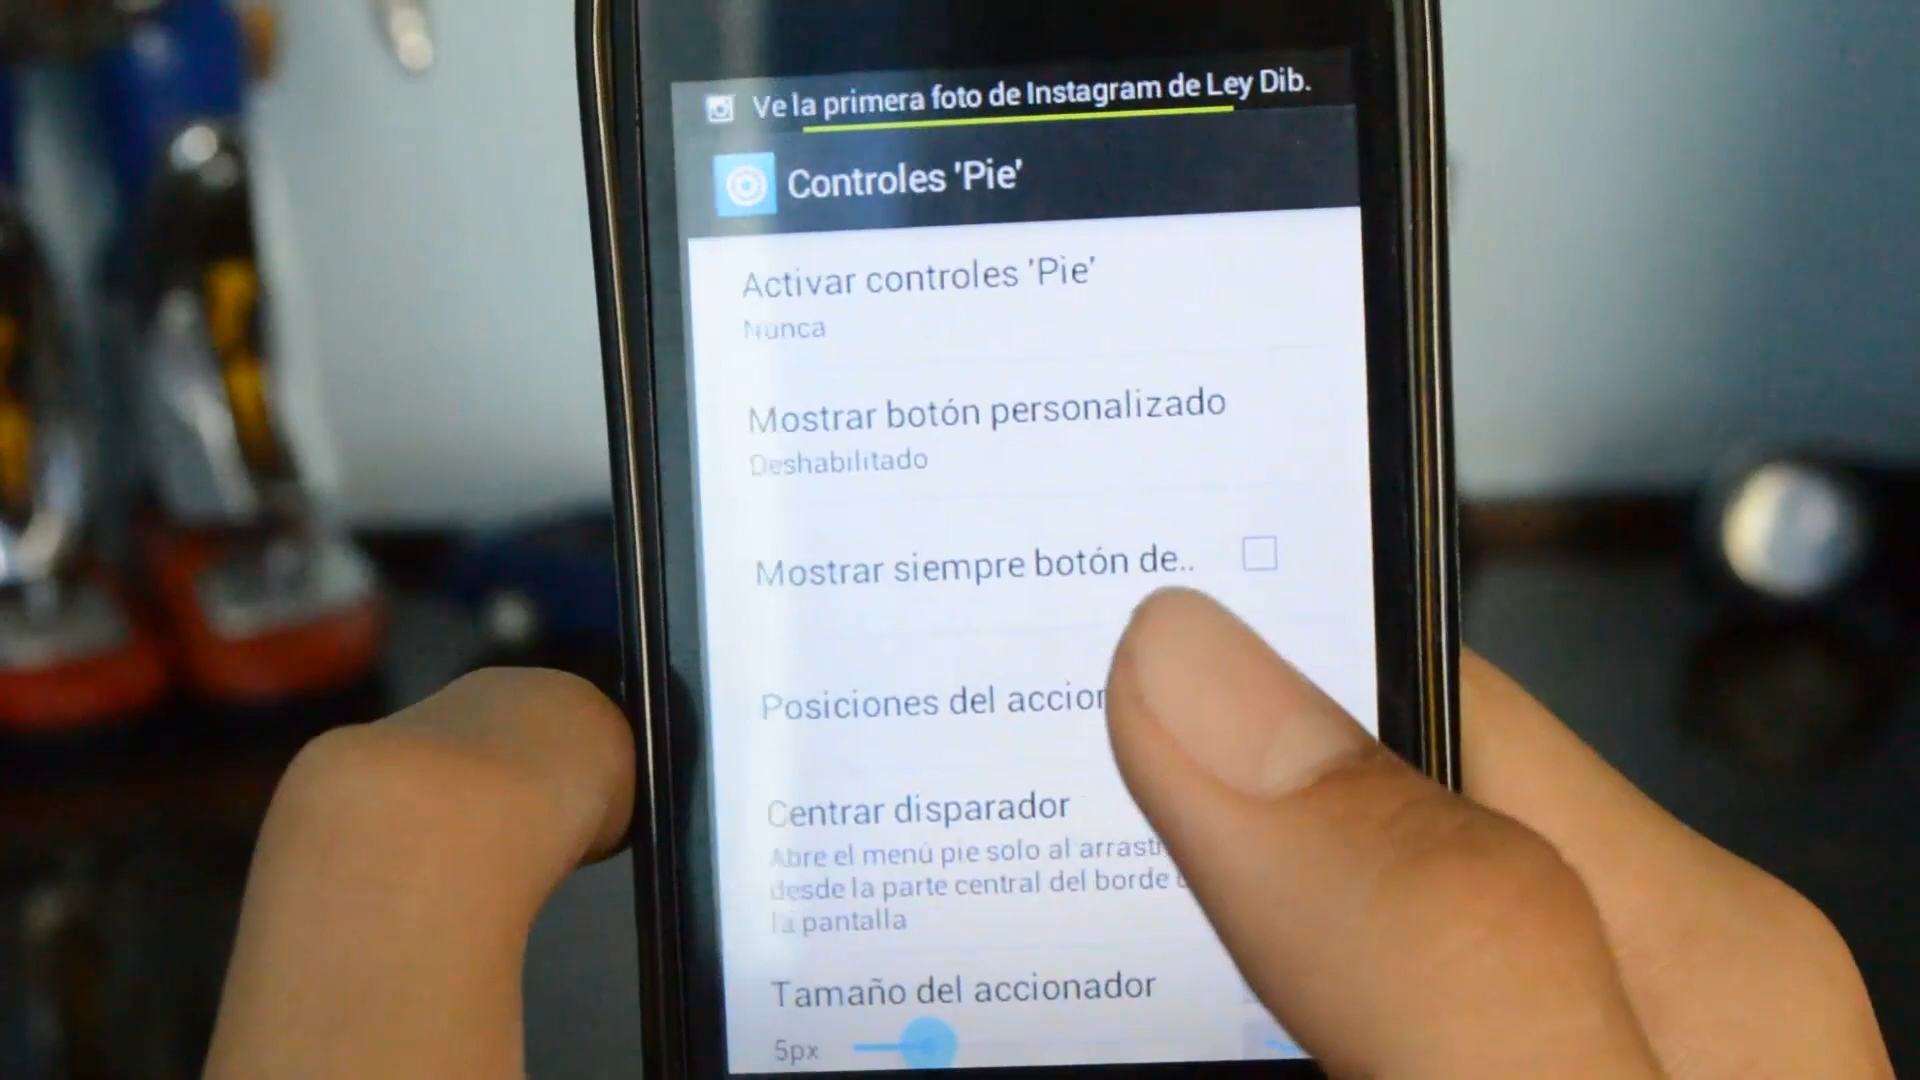 Ve la primera foto de Instagram de Ley Dib.
Controles 'Pie'
Activar controles 'Pie'
Nunca
Mostrar botón personalizado
Deshabilitado
Mostrar siempre botón de..
Posiciones del accion
Centrar disparador
Abre el menú pie solo al arrastr
desde la parte central del borde
la pantalla
Tamaño del accionador
5px